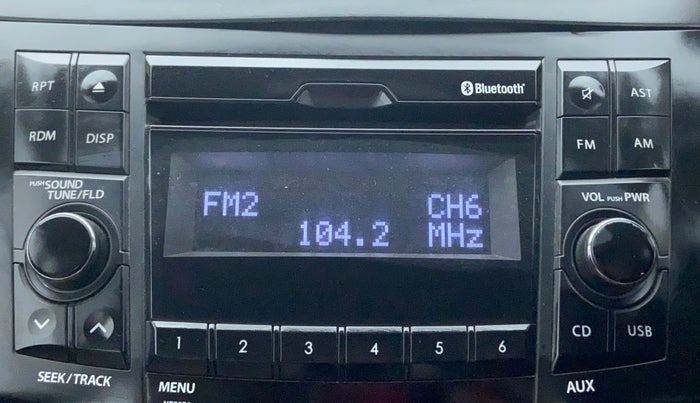 RPT
Bluetooth
AST
RDM
DISP
FM
AM
PUSH SOUND
TUNE/FLD
VOL PUSH PWR
FM2
CH6
104.2 MHz
CD
USB
1
2
3
4
5
6
SEEK/TRACK
MENU
AUX